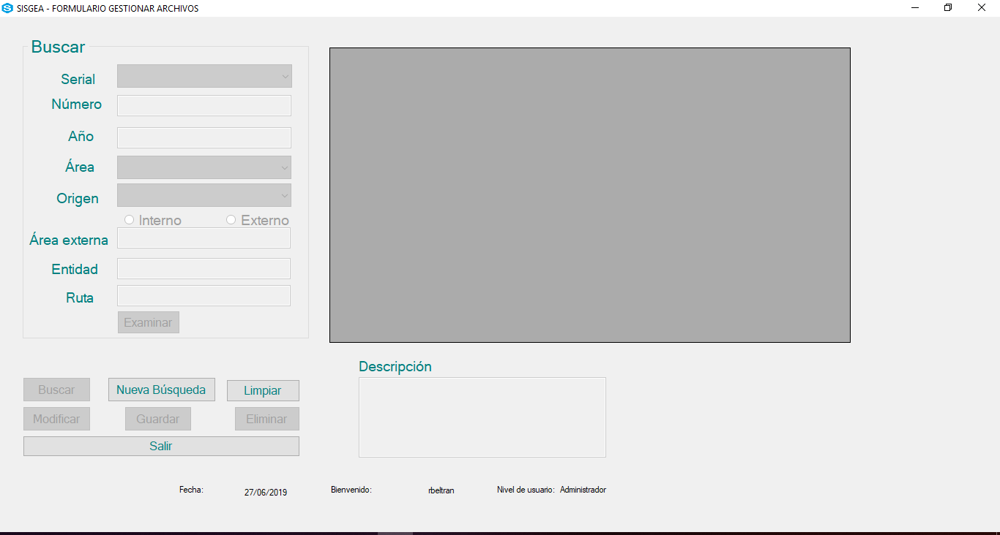 SISGEA - FORMULARIO GESTIONAR ARCHIVOS
Buscar
Serial
Número
Año
Área
Origen
Interno Externo
Área externa
Entidad
Ruta
Examinar
Descripción
Buscar Nueva Búsqueda Limpiar
Modificar Guardar Eliminar
Salir
Fecha: 27/06/2019 Bienvenido: rbeltran Nivel de usuario: Administrador